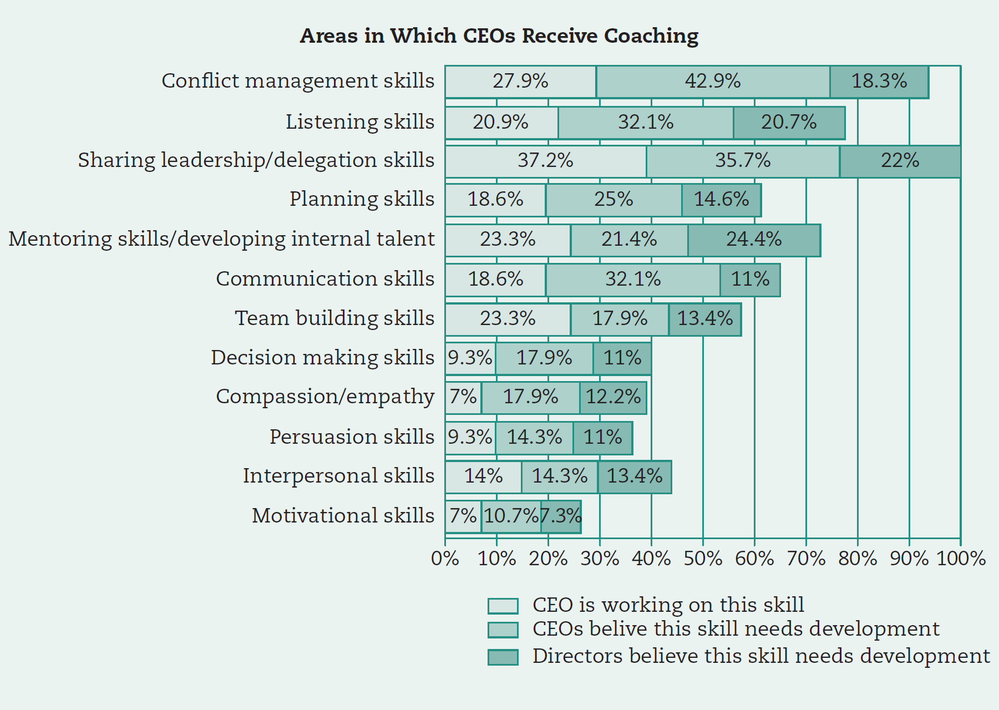 Areas in Which CEOs Receive Coaching
Conflict management skills 27.9% 42.9% 18.3%
Listening skills 20.9% 32.1% 20.7%
Sharing leadership/delegation skills 37.2% 35.7% 22%
Planning skills 18.6% 25% 14.6%
Mentoring skills/developing internal talent 23.3% 21.4% 24.4%
Communication skills 18.6% 32.1% 11%
Team building skills 23.3% 17.9% 13.4%
Decision making skills 9.3% 17.9% 11%
Compassion/empathy 7% 17.9% 12.2%
Persuasion skills 9.3% 14.3% 11%
Interpersonal skills 14% 14.3% 13.4%
Motivational skills 7% 10.7% 7.3%
0% 10% 20% 30% 40% 50% 60% 70% 80% 90% 100%
CEO is working on this skill
CEOs belive this skill needs development
Directors believe this skill needs development